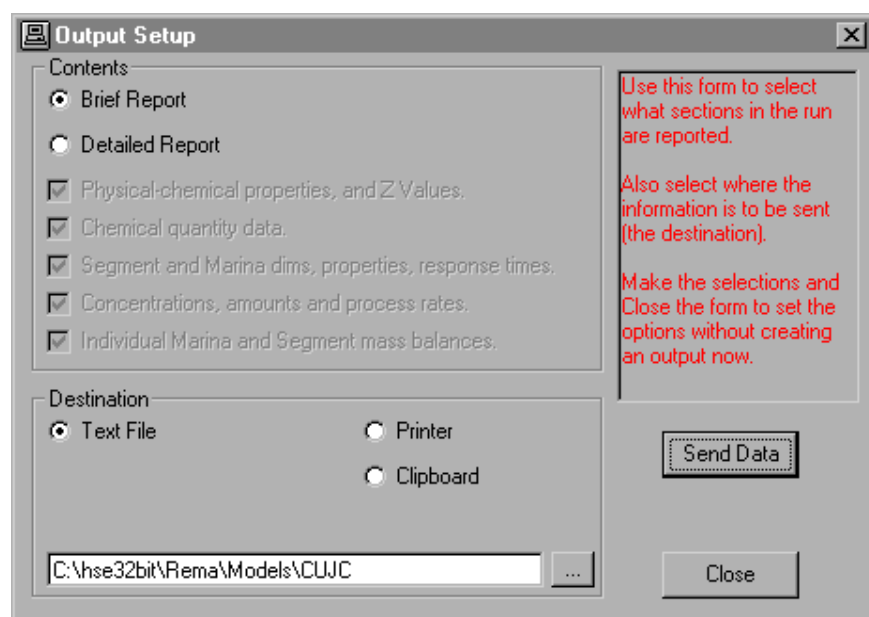 Output Setup
Contents
Brief Report
Detailed Report
Physical-chemical properties, and Z Values.
Chemical quantity data.
Segment and Marina dims, properties, response times.
Concentrations, amounts and process rates.
Individual Marina and Segment mass balances.
Use this form to select
what sections in the run
are reported.
Also select where the
information is to be sent
(the destination).
Make the selections and
Close the form to set the
options without creating
an output now.
Destination
Text File
Printer
Clipboard
C:\hse32bit\Rema\Models\CUJC
...
Send Data
Close